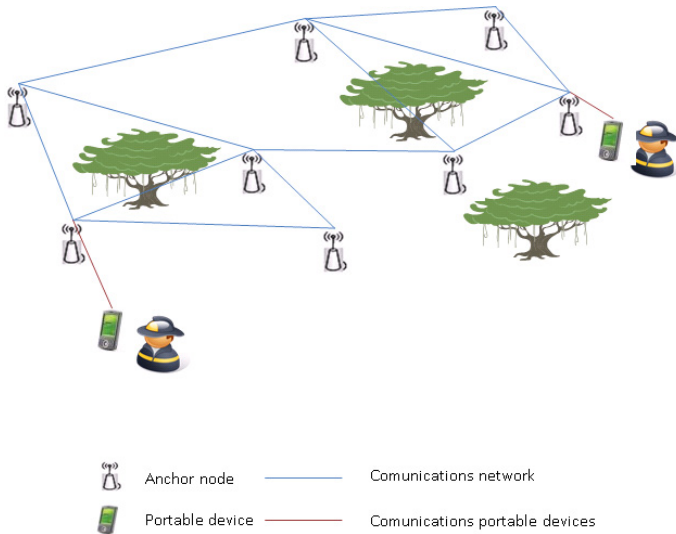 Anchor node
Comunications network
Portable device
Comunications portable devices